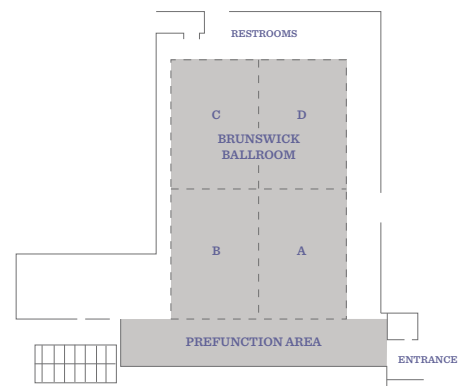 RESTROOMS
C
D
BRUNSWICK
BALLROOM
B
A
PREFUNCTION AREA
ENTRANCE